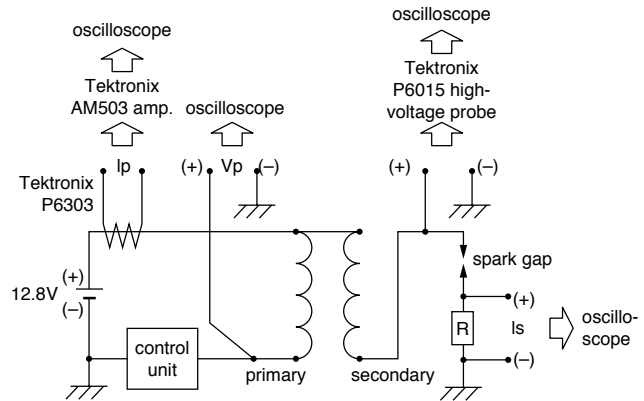 oscilloscope
Tektronix
AM503 amp.
oscilloscope
oscilloscope
Tektronix
P6015 high-
voltage probe
Ip
(+) Vp (–)
(+) (–)
Tektronix
P6303
12.8V
(+)
(–)
control
unit
primary
secondary
spark gap
R
(+)
Is
(–)
oscillo-
scope